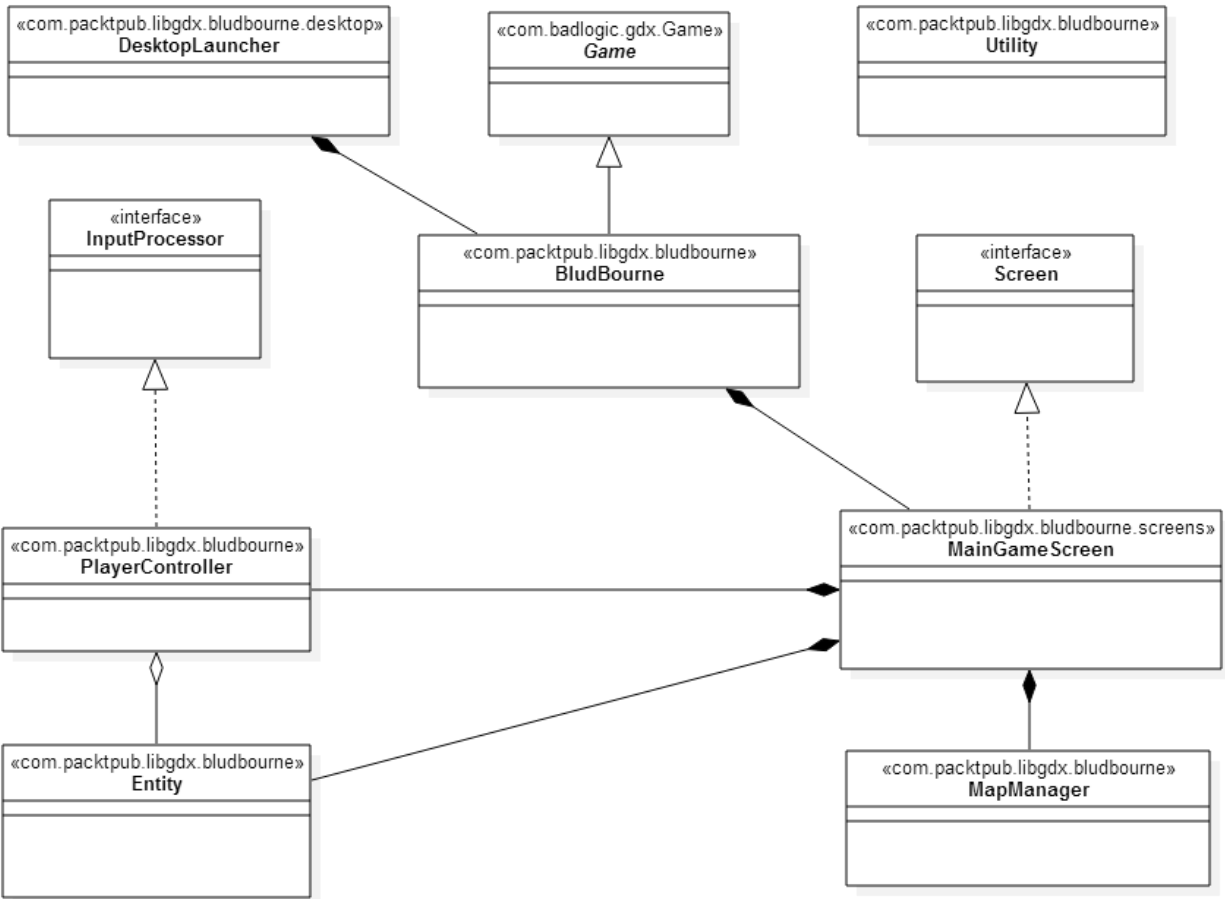 «com.packtpub.libgdx.bludbourne.desktop»
DesktopLauncher
«com.badlogic.gdx.Game»
Game
«com.packtpub.libgdx.bludbourne»
Utility
«interface»
InputProcessor
«com.packtpub.libgdx.bludbourne»
BludBourne
«interface»
Screen
«com.packtpub.libgdx.bludbourne»
PlayerController
«com.packtpub.libgdx.bludbourne.screens»
MainGameScreen
«com.packtpub.libgdx.bludbourne»
Entity
«com.packtpub.libgdx.bludbourne»
MapManager